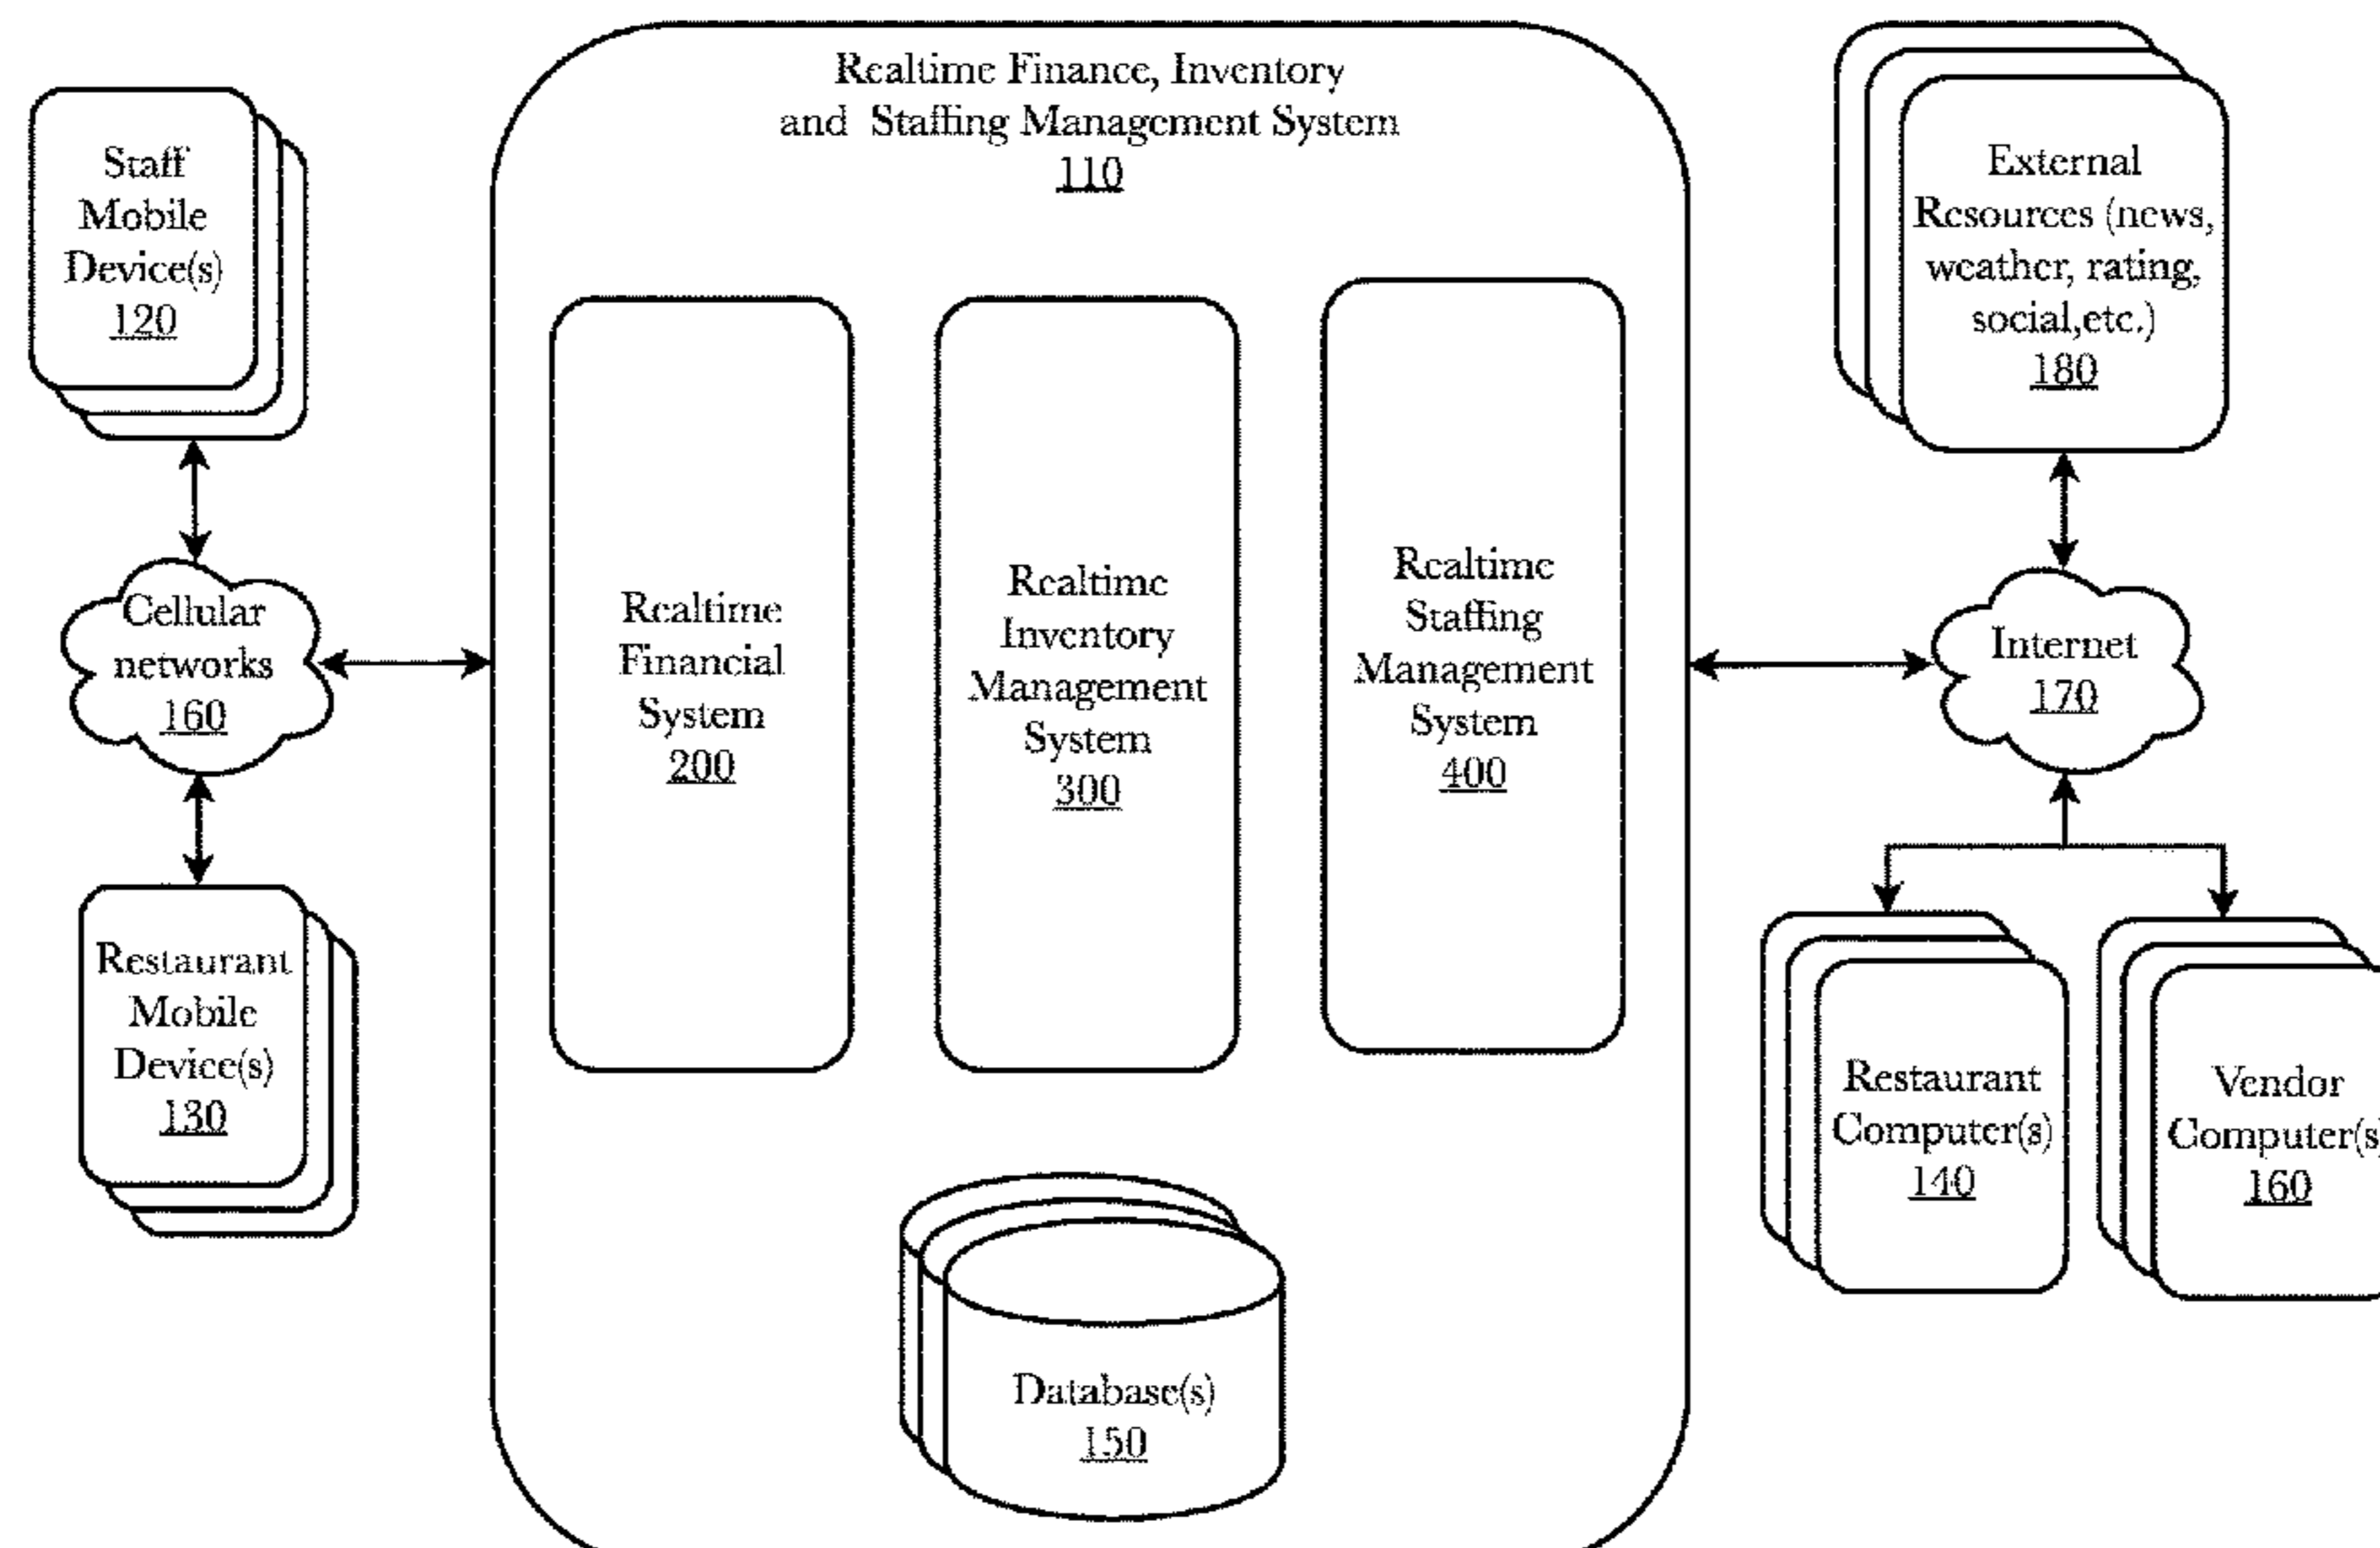 Realtime Finance, Inventory
and Staffing Management System
110
Staff
Mobile
Device(s)
120
Cellular
networks
160
Restaurant
Mobile
Device(s)
130
Realtime
Financial
System
200
Realtime
Inventory
Management
System
300
Realtime
Staffing
Management
System
400
Database(s)
150
External
Resources (news,
weather, rating,
social,etc.)
180
Internet
170
Restaurant
Computer(s)
140
Vendor
Computer(s
160